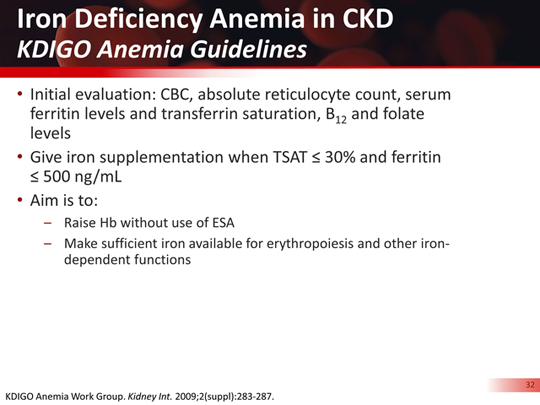 Iron Deficiency Anemia in CKD
KDIGO Anemia Guidelines
• Initial evaluation: CBC, absolute reticulocyte count, serum
ferritin levels and transferrin saturation, B12 and folate
levels
• Give iron supplementation when TSAT ≤ 30% and ferritin
≤ 500 ng/mL
• Aim is to:
– Raise Hb without use of ESA
– Make sufficient iron available for erythropoiesis and other iron-
dependent functions
32
KDIGO Anemia Work Group. Kidney Int. 2009;2(suppl):283-287.